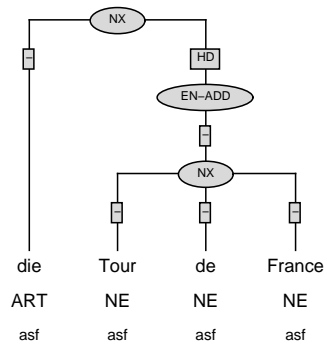 NX
– HD
EN–ADD
–
NX
– – –
die Tour de France
ART NE NE NE
asf asf asf asf